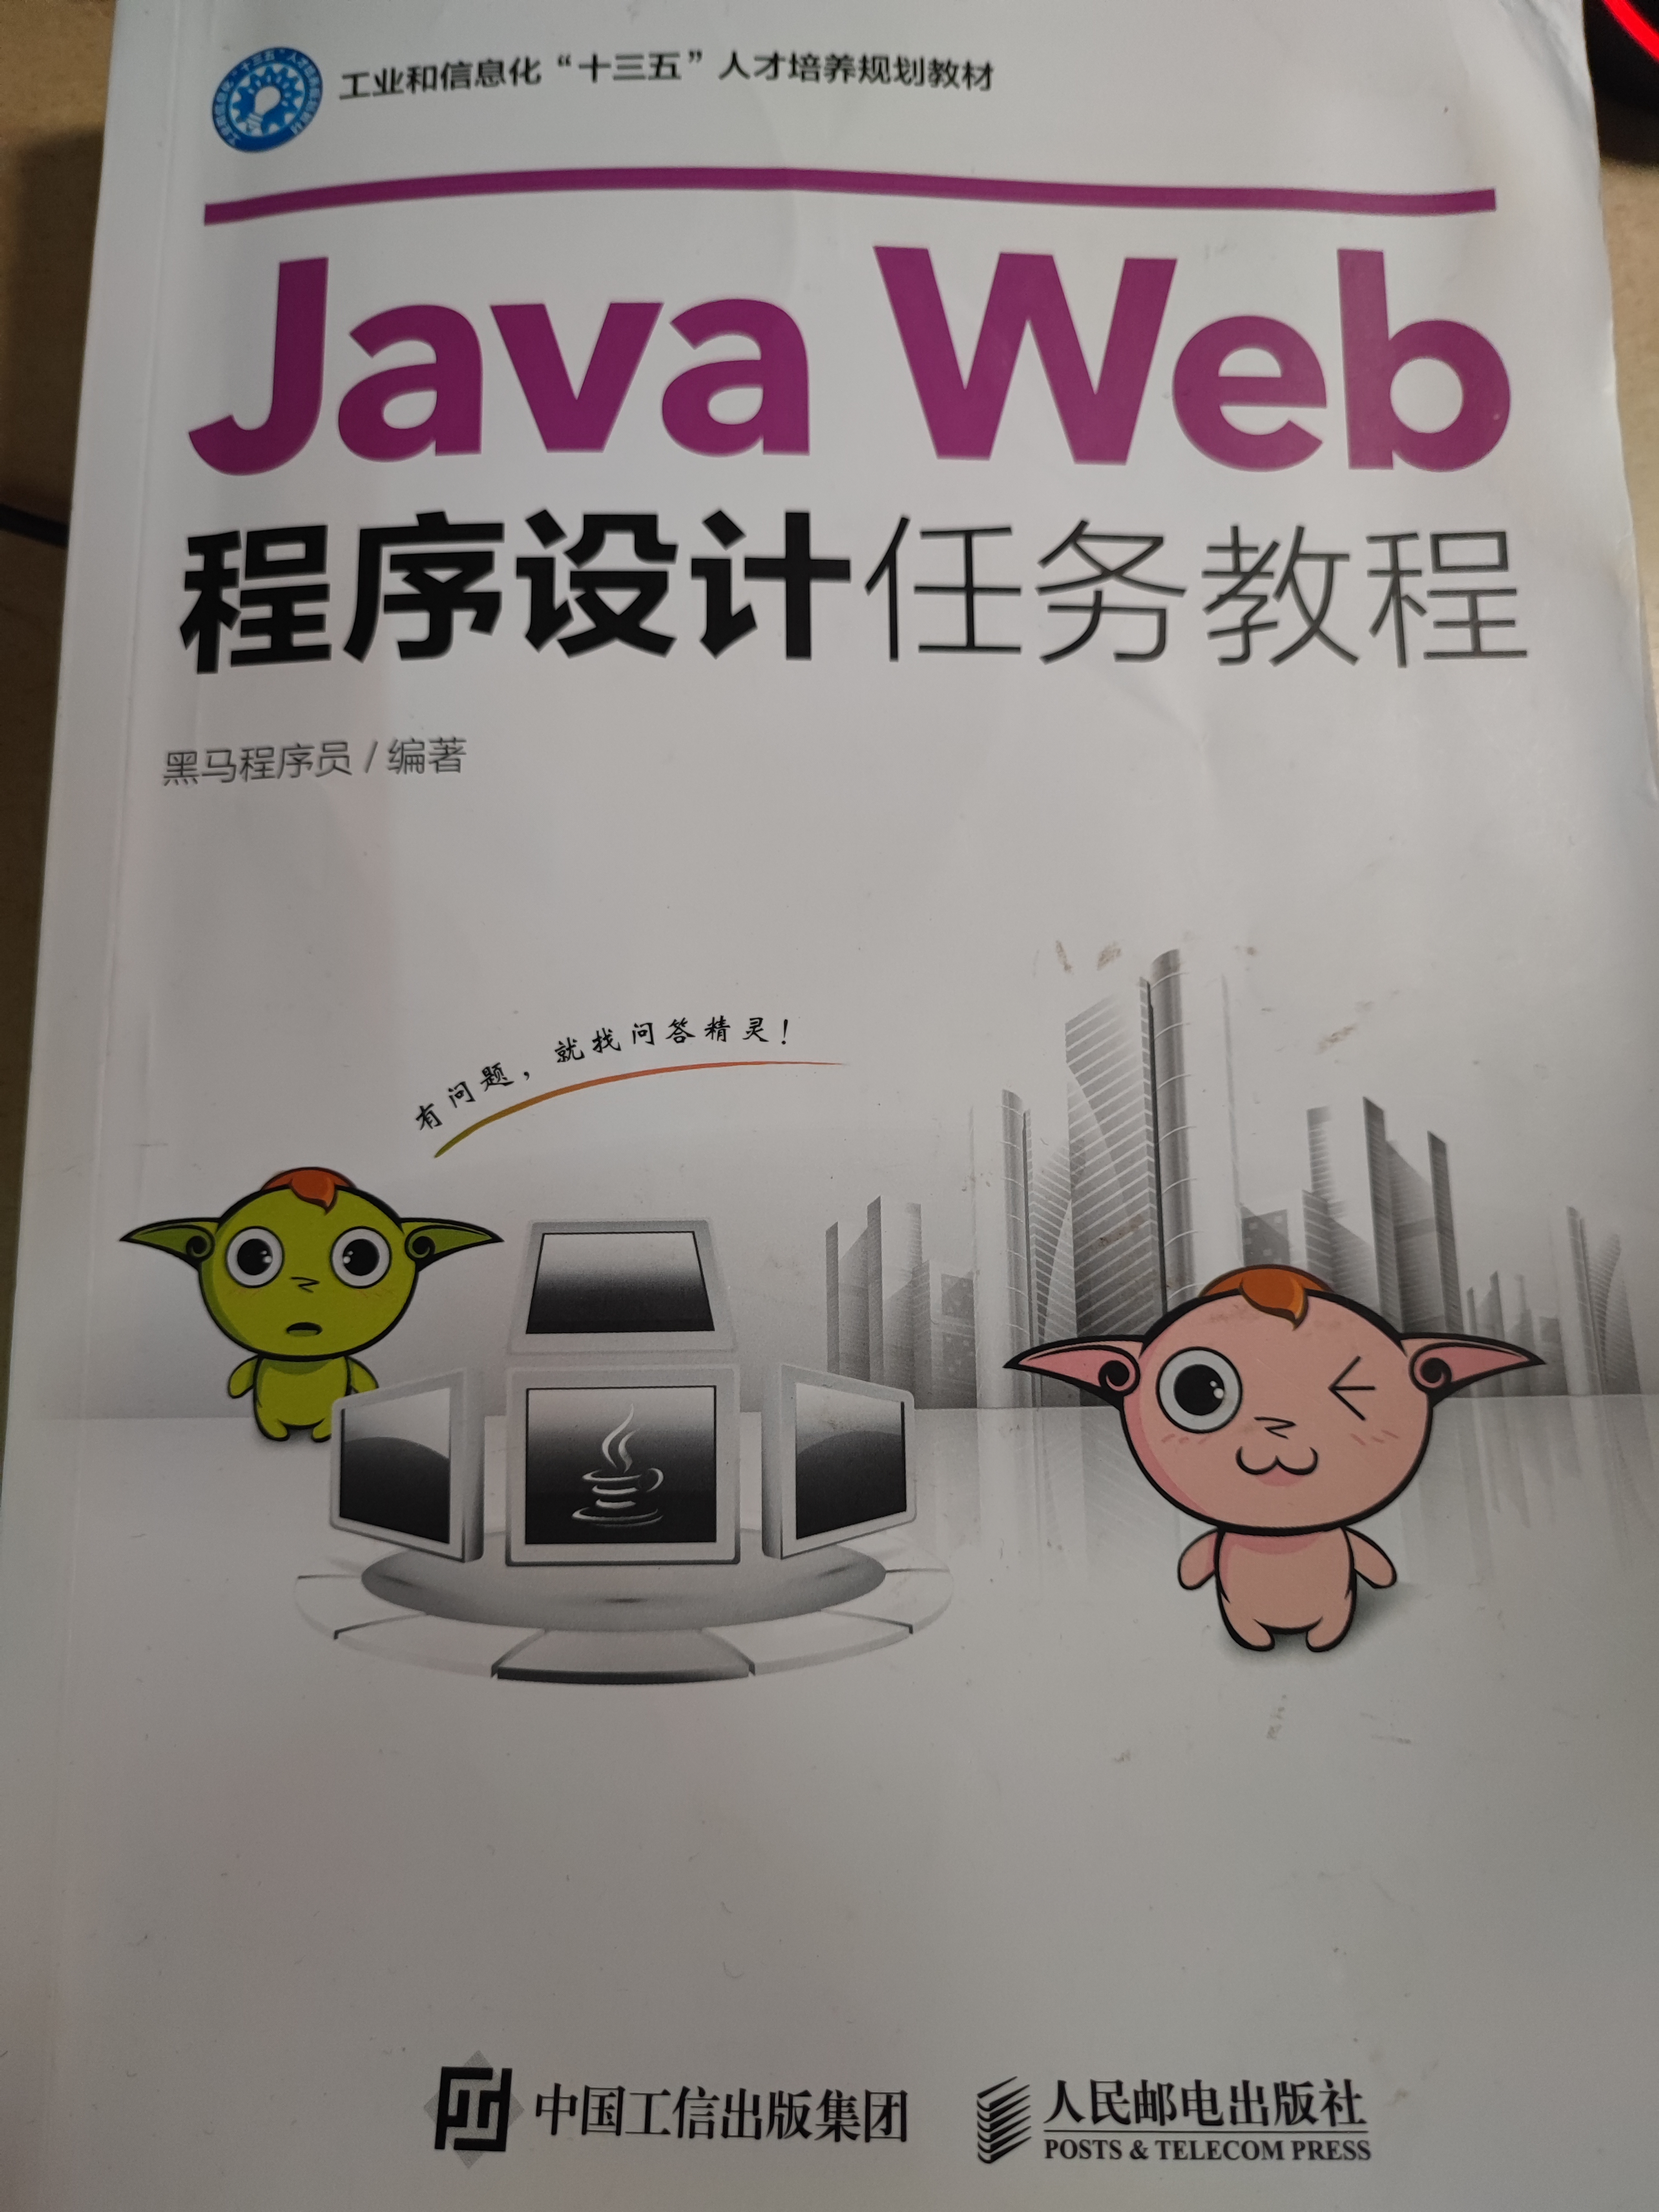 工业和信息化“十三五”人才培养规划教材
Java Web
程序设计任务教程
黑马程序员 / 编著
有问题，就找问答精灵！
中国工信出版集团
人民邮电出版社
POSTS & TELECOM PRESS